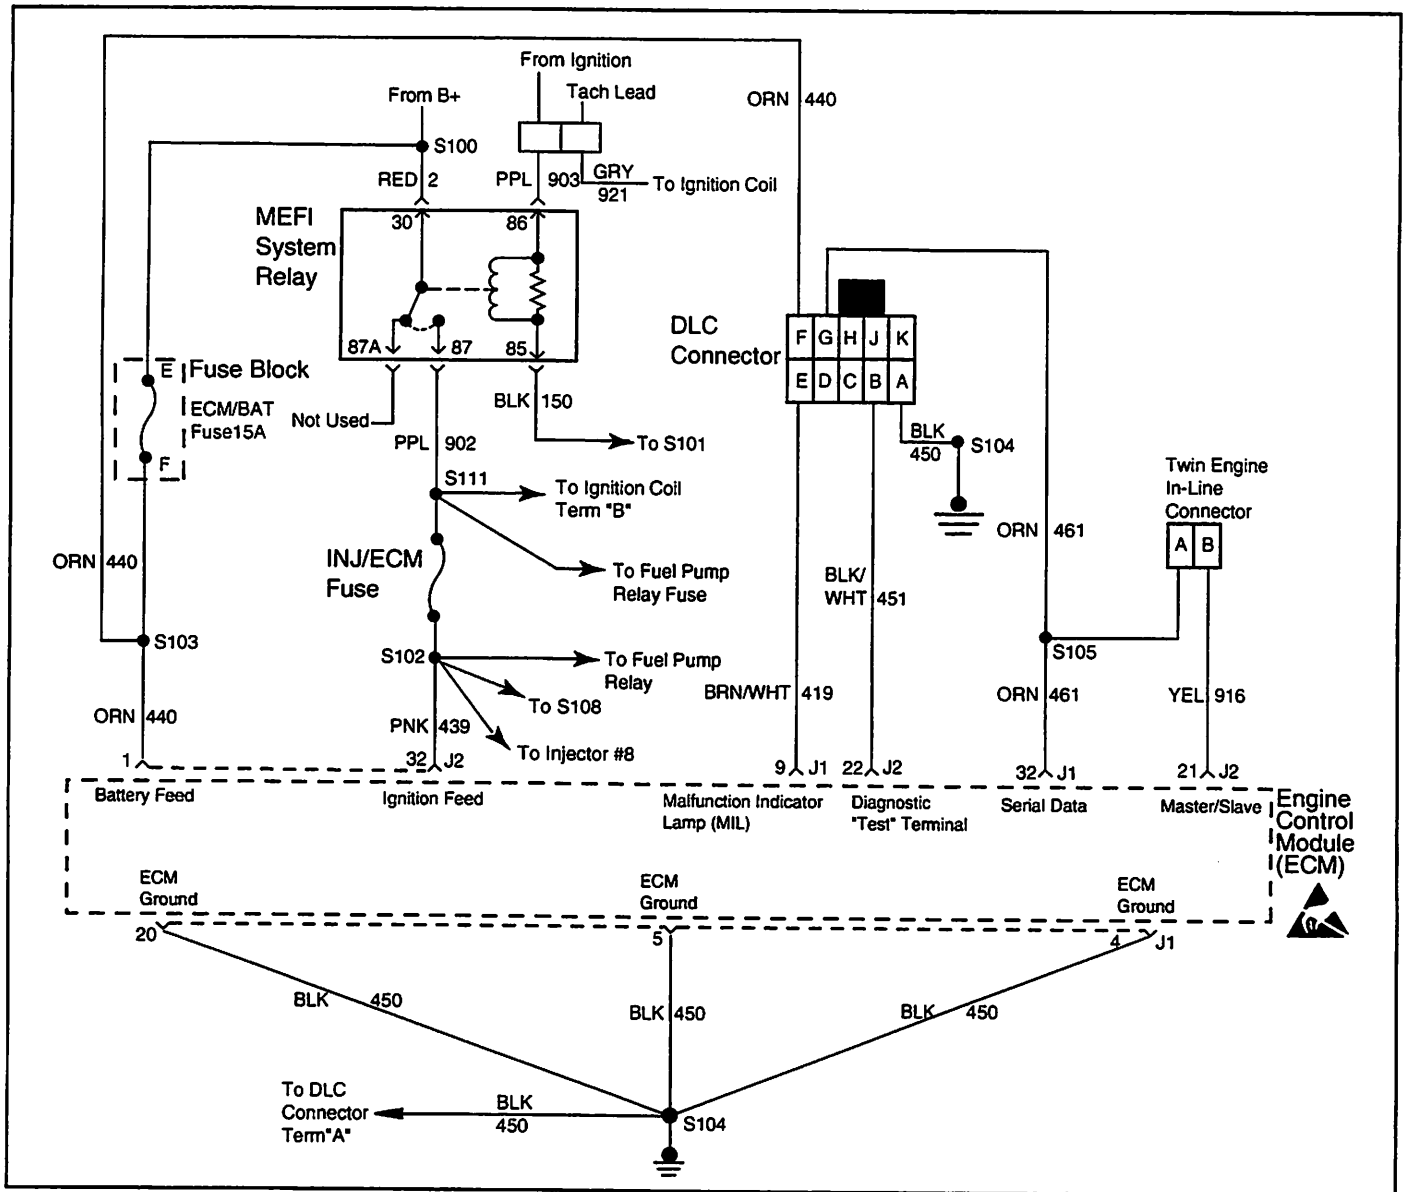 From Ignition
Tach Lead
From B+
ORN 440
S100
RED 2
PPL 903
GRY
921
To Ignition Coil
MEFI
System
Relay
30
86
87A
87
85
DLC
Connector
F G H J K
E D C B A
E
Fuse Block
ECM/BAT
Fuse15A
F
Not Used
BLK 150
To S101
PPL 902
BLK
450
S104
S111
To Ignition Coil
Term "B"
Twin Engine
In-Line
Connector
A B
ORN 461
ORN 440
INJ/ECM
Fuse
To Fuel Pump
Relay Fuse
BLK/
WHT 451
S103
S102
To Fuel Pump
Relay
S105
To S108
BRN/WHT 419
ORN 461
YEL 916
ORN 440
PNK 439
To Injector #8
1
32 J2
9 J1
22 J2
32 J1
21 J2
Battery Feed
Ignition Feed
Malfunction Indicator
Lamp (MIL)
Diagnostic
"Test" Terminal
Serial Data
Master/Slave
Engine
Control
Module
(ECM)
ECM
Ground
ECM
Ground
ECM
Ground
20
5
4 J1
BLK 450
BLK 450
BLK 450
To DLC
Connector
Term"A"
BLK
450
S104